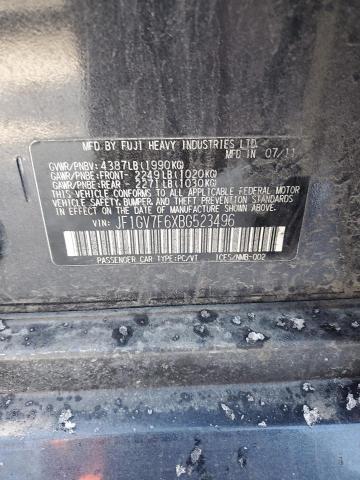 MFD. BY FUJI HEAVY INDUSTRIES LTD.
MADE IN 07/11
GVWR/PNBV: 4387LB(1990KG)
GAWR/PNBE:FRONT- 2249LB(1020KG)
GAWR/PNBE:REAR - 2271LB(1030KG)
THIS VEHICLE CONFORMS TO ALL APPLICABLE FEDERAL MOTOR
VEHICLE SAFETY, BUMPER AND THEFT PREVENTION
STANDARDS IN EFFECT ON THE DATE OF MANUFACTURE SHOWN ABOVE.
VIN: JF1GV7F6XBG523496
PASSENGER CAR TYPE:PC/VT ICES/NMB-002